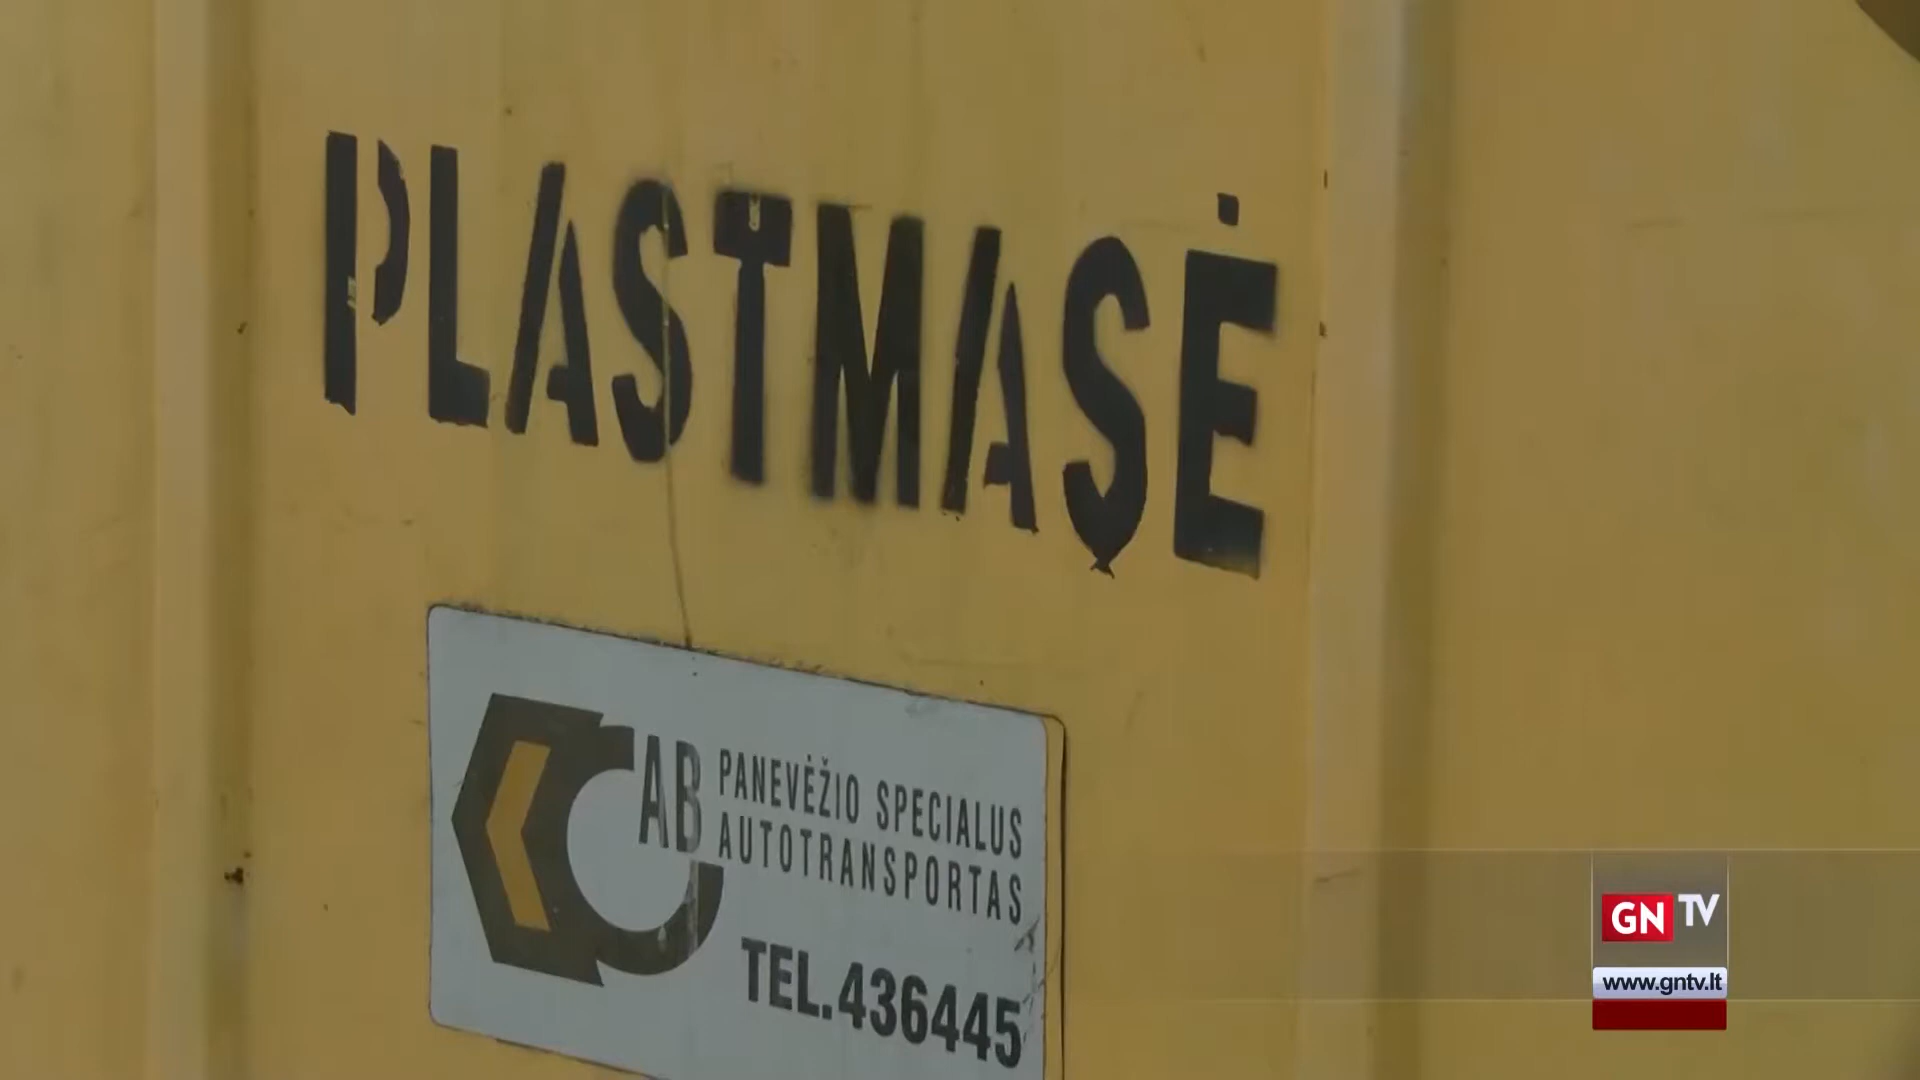 PLASTMASĖ
AB PANEVĖŽIO SPECIALUS
AUTOTRANSPORTAS
TEL.436445
GN TV
www.gntv.lt